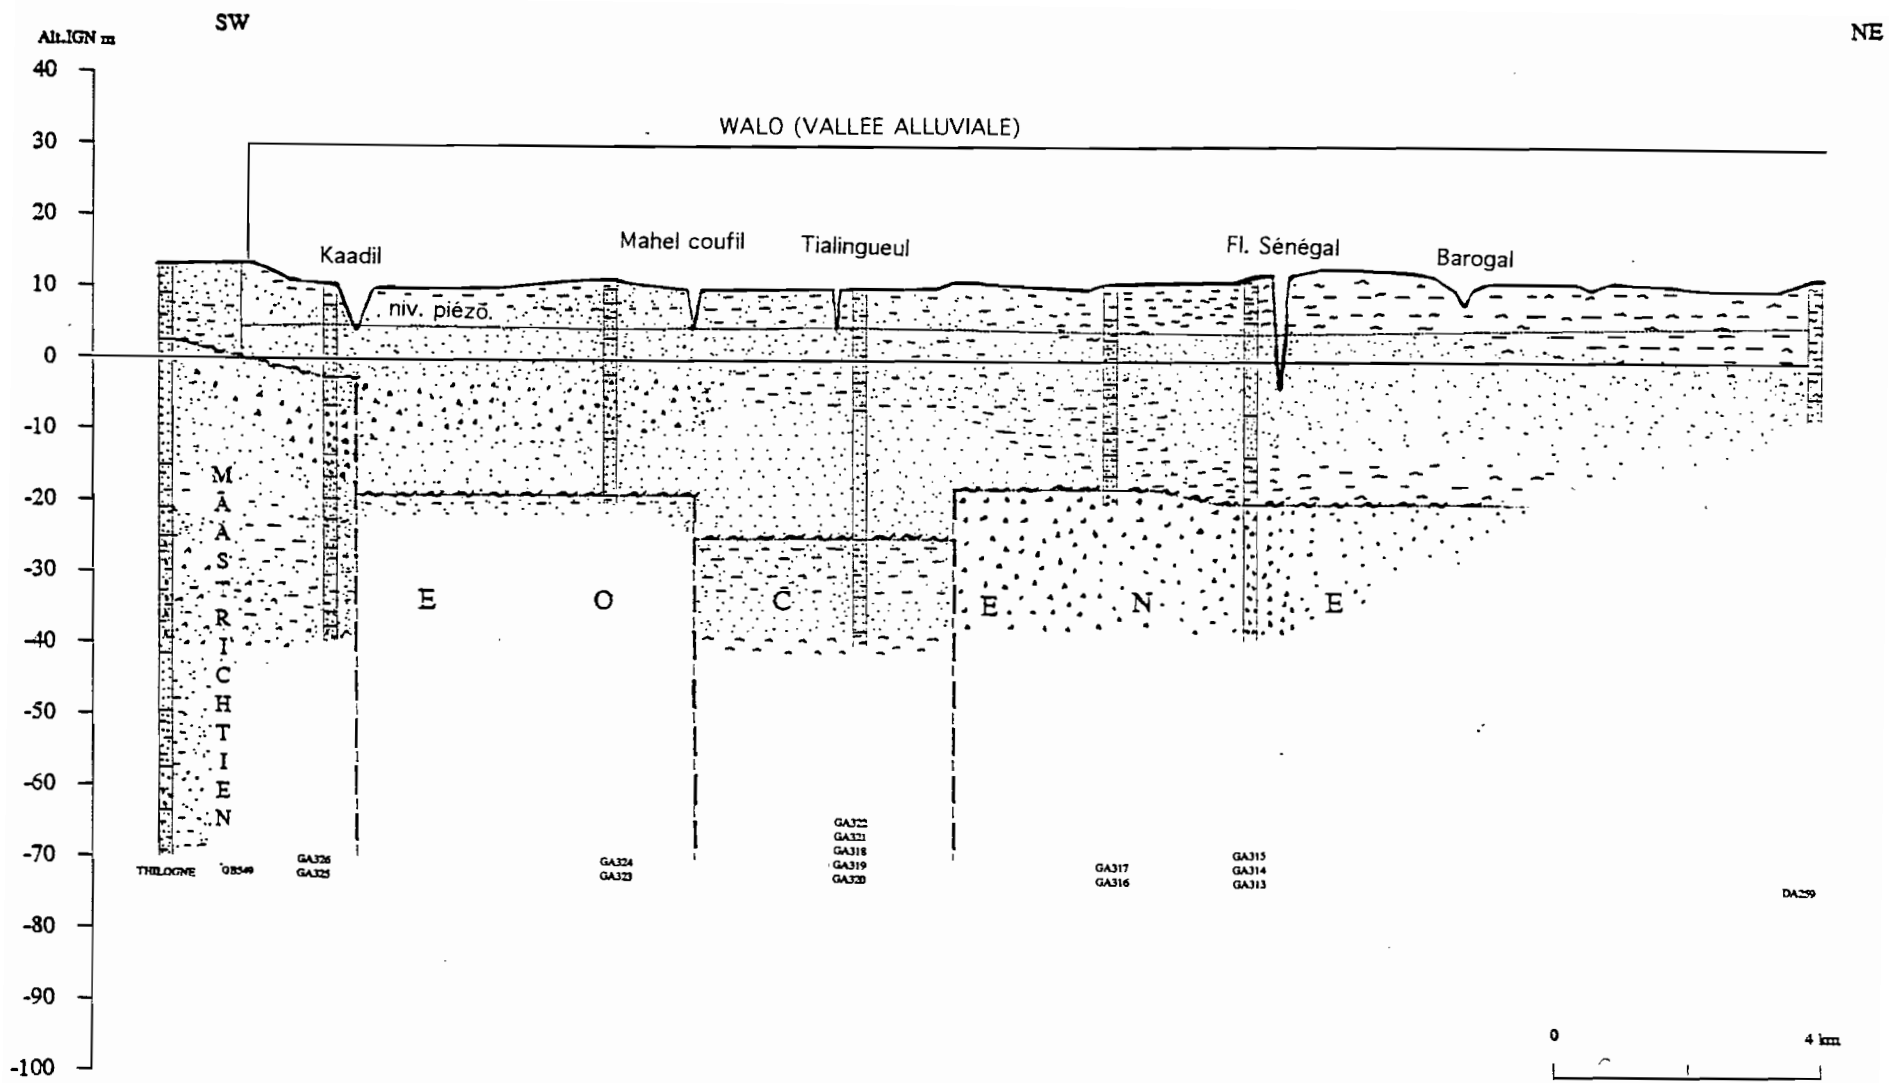 SW
NE
Alt.IGN m
40
30
20
10
0
-10
-20
-30
-40
-50
-60
-70
-80
-90
-100
WALO (VALLEE ALLUVIALE)
Kaadil
Mahel coufil
Tialingueul
Fl. Sénégal
Barogal
niv. piézo.
MAASTRICHTIEN
E O C E N E
THILOGNE
GA326
GA325
GA324
GA323
GA322
GA321
GA318
GA319
GA320
GA317
GA316
GA315
GA314
GA313
DA259
0 4 km